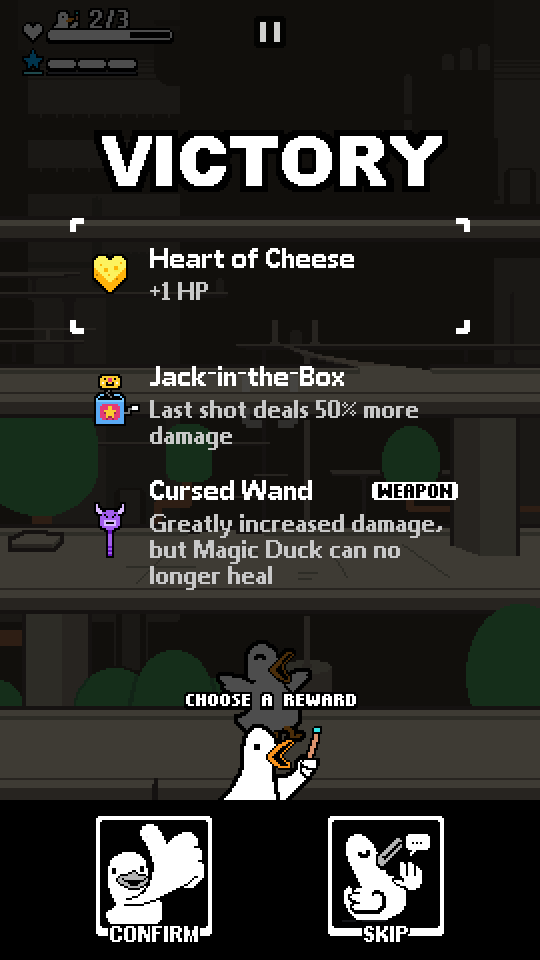 2/3
VICTORY
Heart of Cheese
+1 HP
Jack-in-the-Box
Last shot deals 50% more
damage
Cursed Wand WEAPON
Greatly increased damage,
but Magic Duck can no
longer heal
CHOOSE A REWARD
CONFIRM SKIP